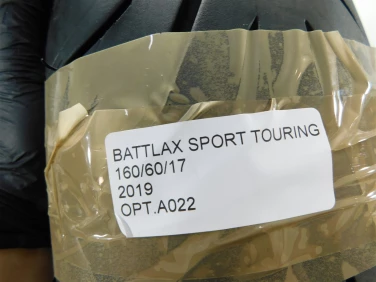 BATTLAX SPORT TOURING
160/60/17
2019
OPT.A022